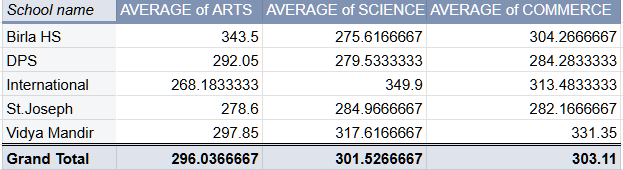 School name AVERAGE of ARTS AVERAGE of SCIENCE AVERAGE of COMMERCE
Birla HS 343.5 275.6166667 304.2666667
DPS 292.05 279.5333333 284.2833333
International 268.1833333 349.9 313.4833333
St.Joseph 278.6 284.9666667 282.1666667
Vidya Mandir 297.85 317.6166667 331.35
Grand Total 296.0366667 301.5266667 303.11